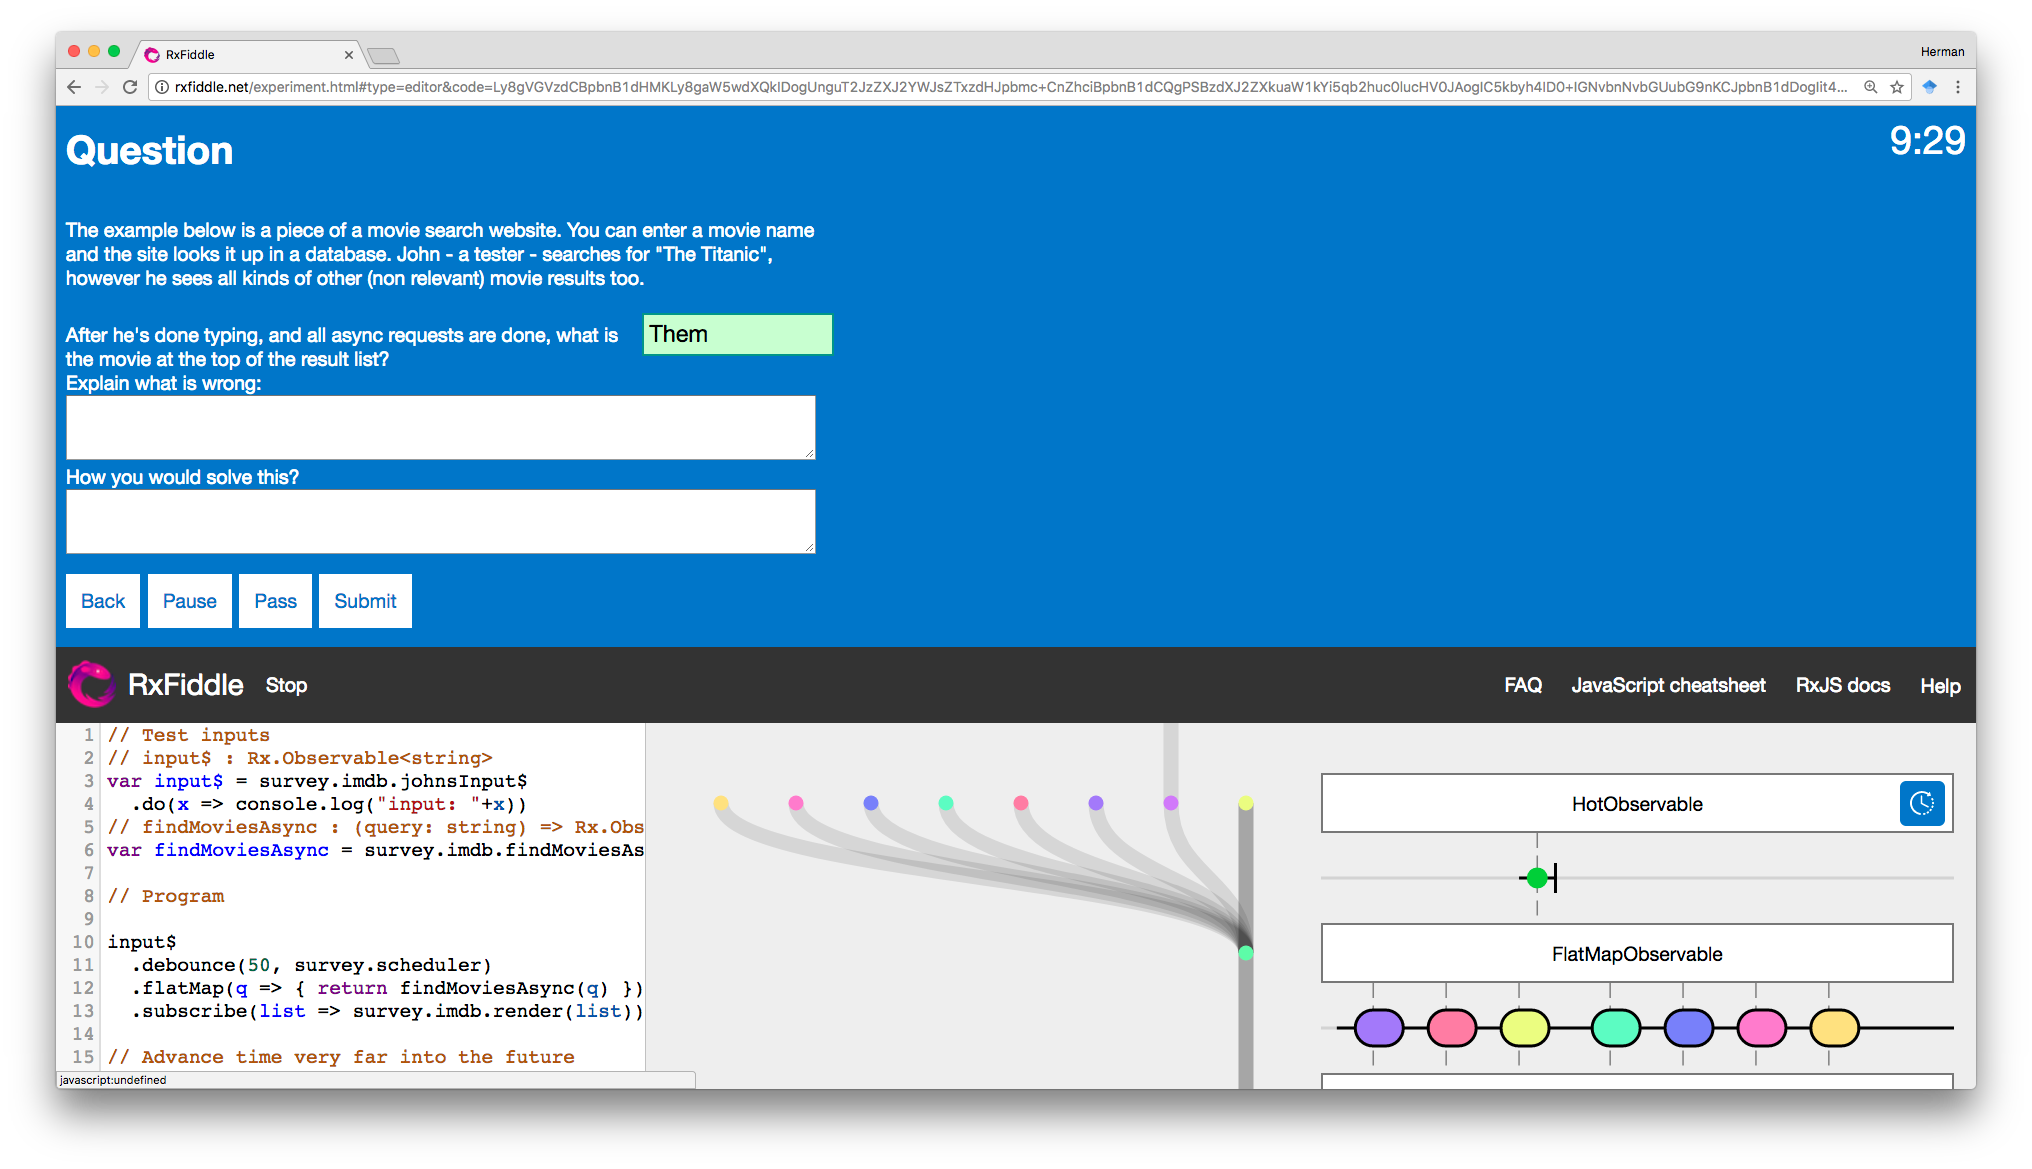 RxFiddle
Herman
rxfiddle.net/experiment.html#type=editor&code=Ly8gVGVzdCBpbnB1dHMKLy8gaW5wdXQkIDogUnguT2JzZXJ2YWJsZTxzdHJpbmc+CnZhciBpbnB1dCQgPSBzdXJ2ZXkuaW1kYi5qb2huc0lucHV0JAogIC5kbyh4ID0+IGNvbnNvbGUubG9nKCJpbnB1dDogIit4...
Question
9:29
The example below is a piece of a movie search website. You can enter a movie name
and the site looks it up in a database. John - a tester - searches for "The Titanic",
however he sees all kinds of other (non relevant) movie results too.
After he's done typing, and all async requests are done, what is
the movie at the top of the result list?
Them
Explain what is wrong:
How you would solve this?
Back Pause Pass Submit
RxFiddle Stop FAQ JavaScript cheatsheet RxJS docs Help
1 // Test inputs
2 // input$ : Rx.Observable<string>
3 var input$ = survey.imdb.johnsInput$
4 .do(x => console.log("input: "+x))
5 // findMoviesAsync : (query: string) => Rx.Obs
6 var findMoviesAsync = survey.imdb.findMoviesAs
7
8 // Program
9
10 input$
11 .debounce(50, survey.scheduler)
12 .flatMap(q => { return findMoviesAsync(q) })
13 .subscribe(list => survey.imdb.render(list))
14
15 // Advance time very far into the future
javascript:undefined
HotObservable
FlatMapObservable